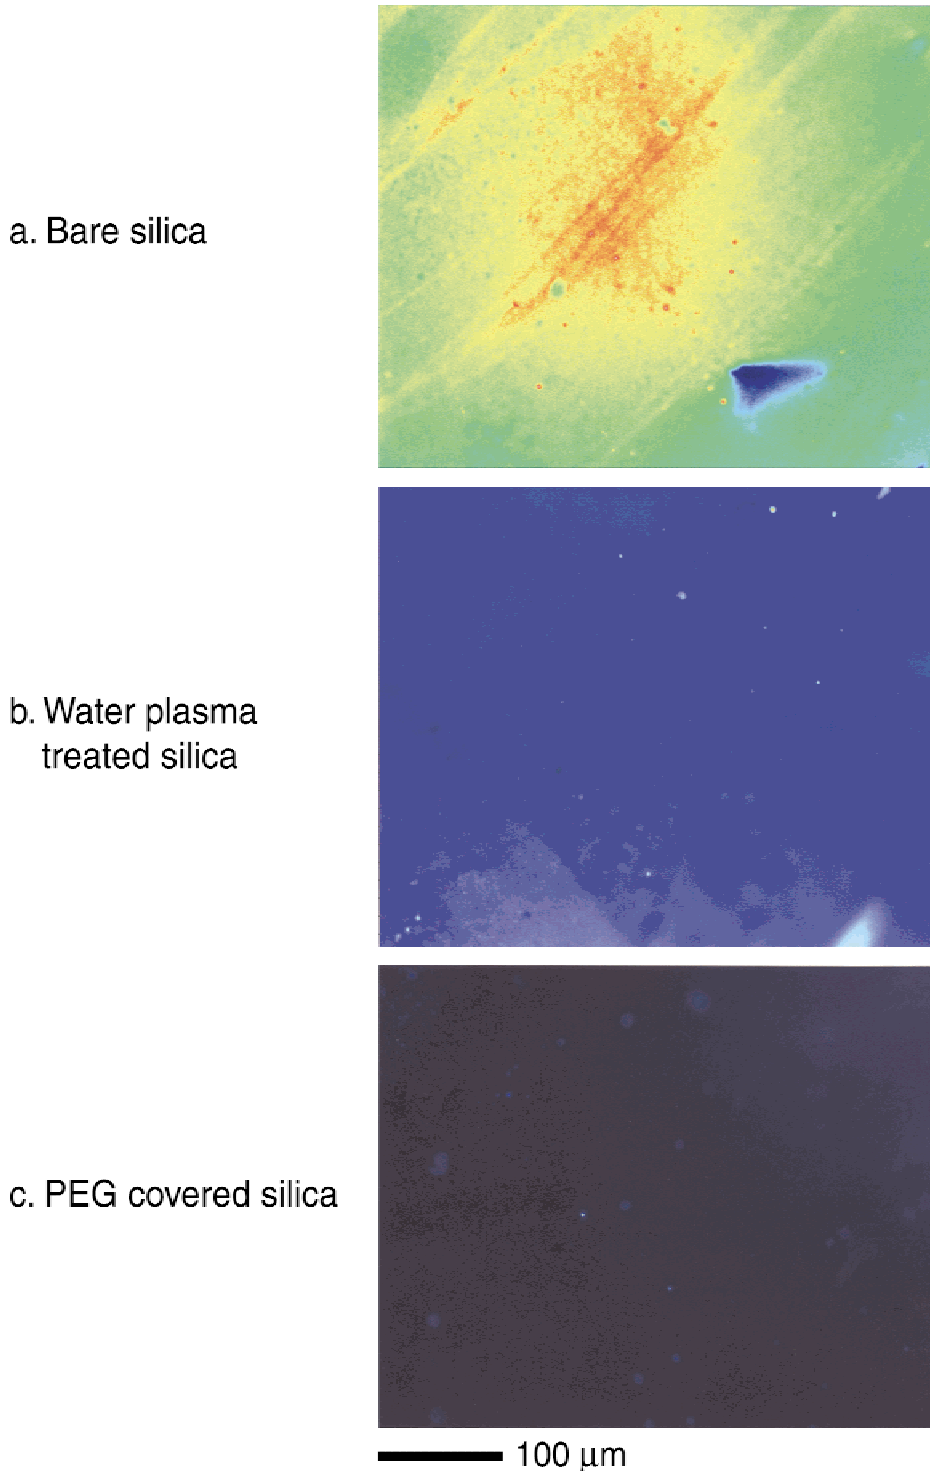 a. Bare silica
b. Water plasma
treated silica
c. PEG covered silica
100 μm